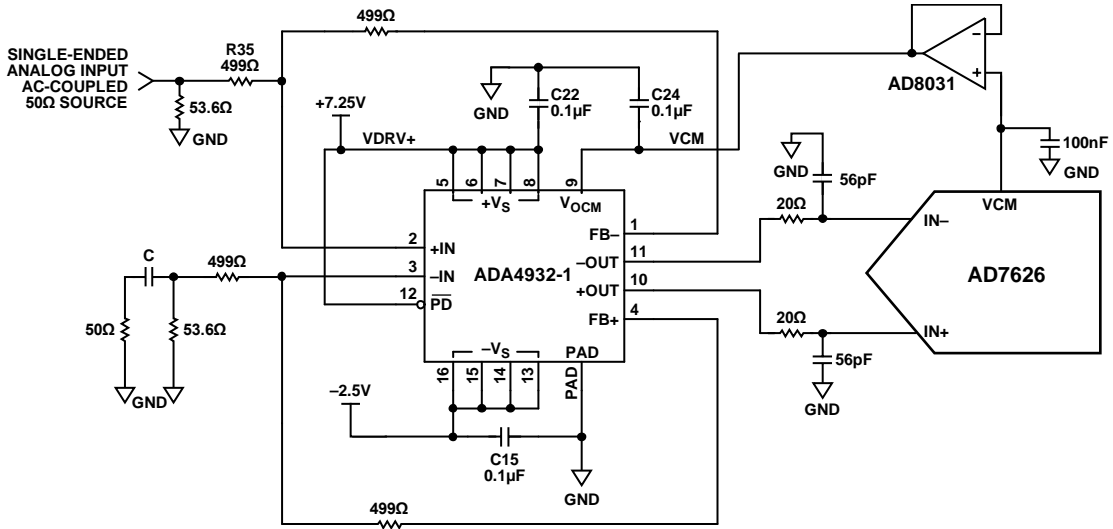 SINGLE-ENDED
ANALOG INPUT
AC-COUPLED
50Ω SOURCE
R35
499Ω
53.6Ω
GND
499Ω
+7.25V
VDRV+
GND
C22
0.1µF
C24
0.1µF
VCM
–
+
AD8031
100nF
GND
5
6
7
8
9
+VS
VOCM
2
+IN
3
–IN
12
PD
ADA4932-1
FB–
1
–OUT
11
+OUT
10
FB+
4
–VS
PAD
16
15
14
13
PAD
C
499Ω
50Ω
53.6Ω
GND
–2.5V
C15
0.1µF
GND
499Ω
GND
56pF
20Ω
IN–
VCM
AD7626
20Ω
IN+
56pF
GND